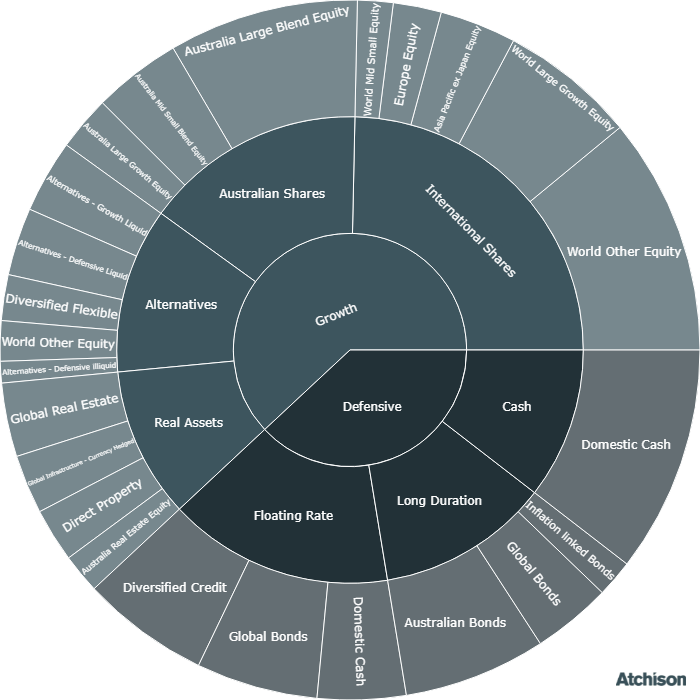 Growth
International Shares
World Other Equity
World Large Growth Equity
Asia Pacific ex Japan Equity
Europe Equity
World Mid Small Equity
Australian Shares
Australia Large Blend Equity
Australia Mid Small Blend Equity
Australia Large Growth Equity
Alternatives
Alternatives - Growth Liquid
Alternatives - Defensive Liquid
Diversified Flexible
World Other Equity
Alternatives - Defensive illiquid
Real Assets
Global Real Estate
Global Infrastructure - Currency Hedged
Direct Property
Australia Real Estate Equity
Defensive
Floating Rate
Diversified Credit
Global Bonds
Domestic Cash
Long Duration
Australian Bonds
Global Bonds
Inflation linked Bonds
Cash
Domestic Cash
Atchison